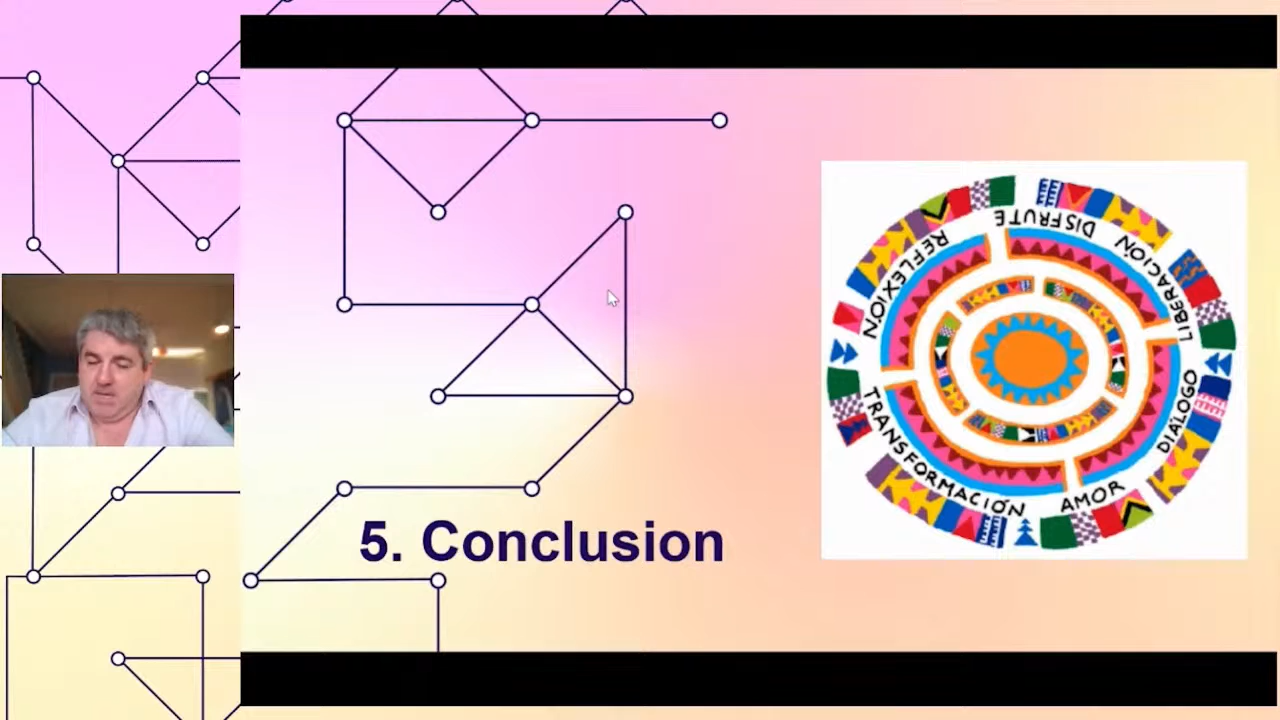 5. Conclusion
DISFRUTE
LIBERACIÓN
DIÁLOGO
AMOR
TRANSFORMACIÓN
REFLEXIÓN